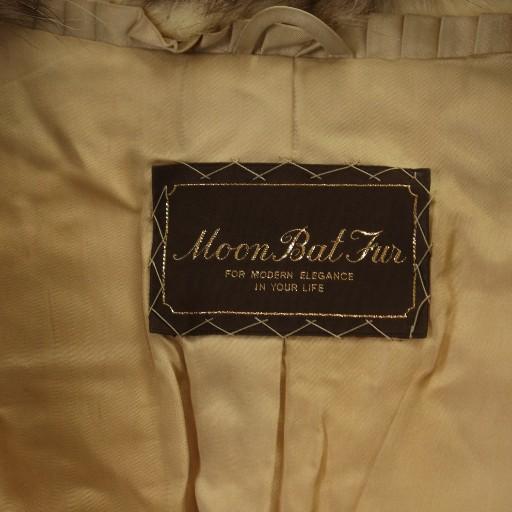 Moon Bat Fur
FOR MODERN ELEGANCE
IN YOUR LIFE